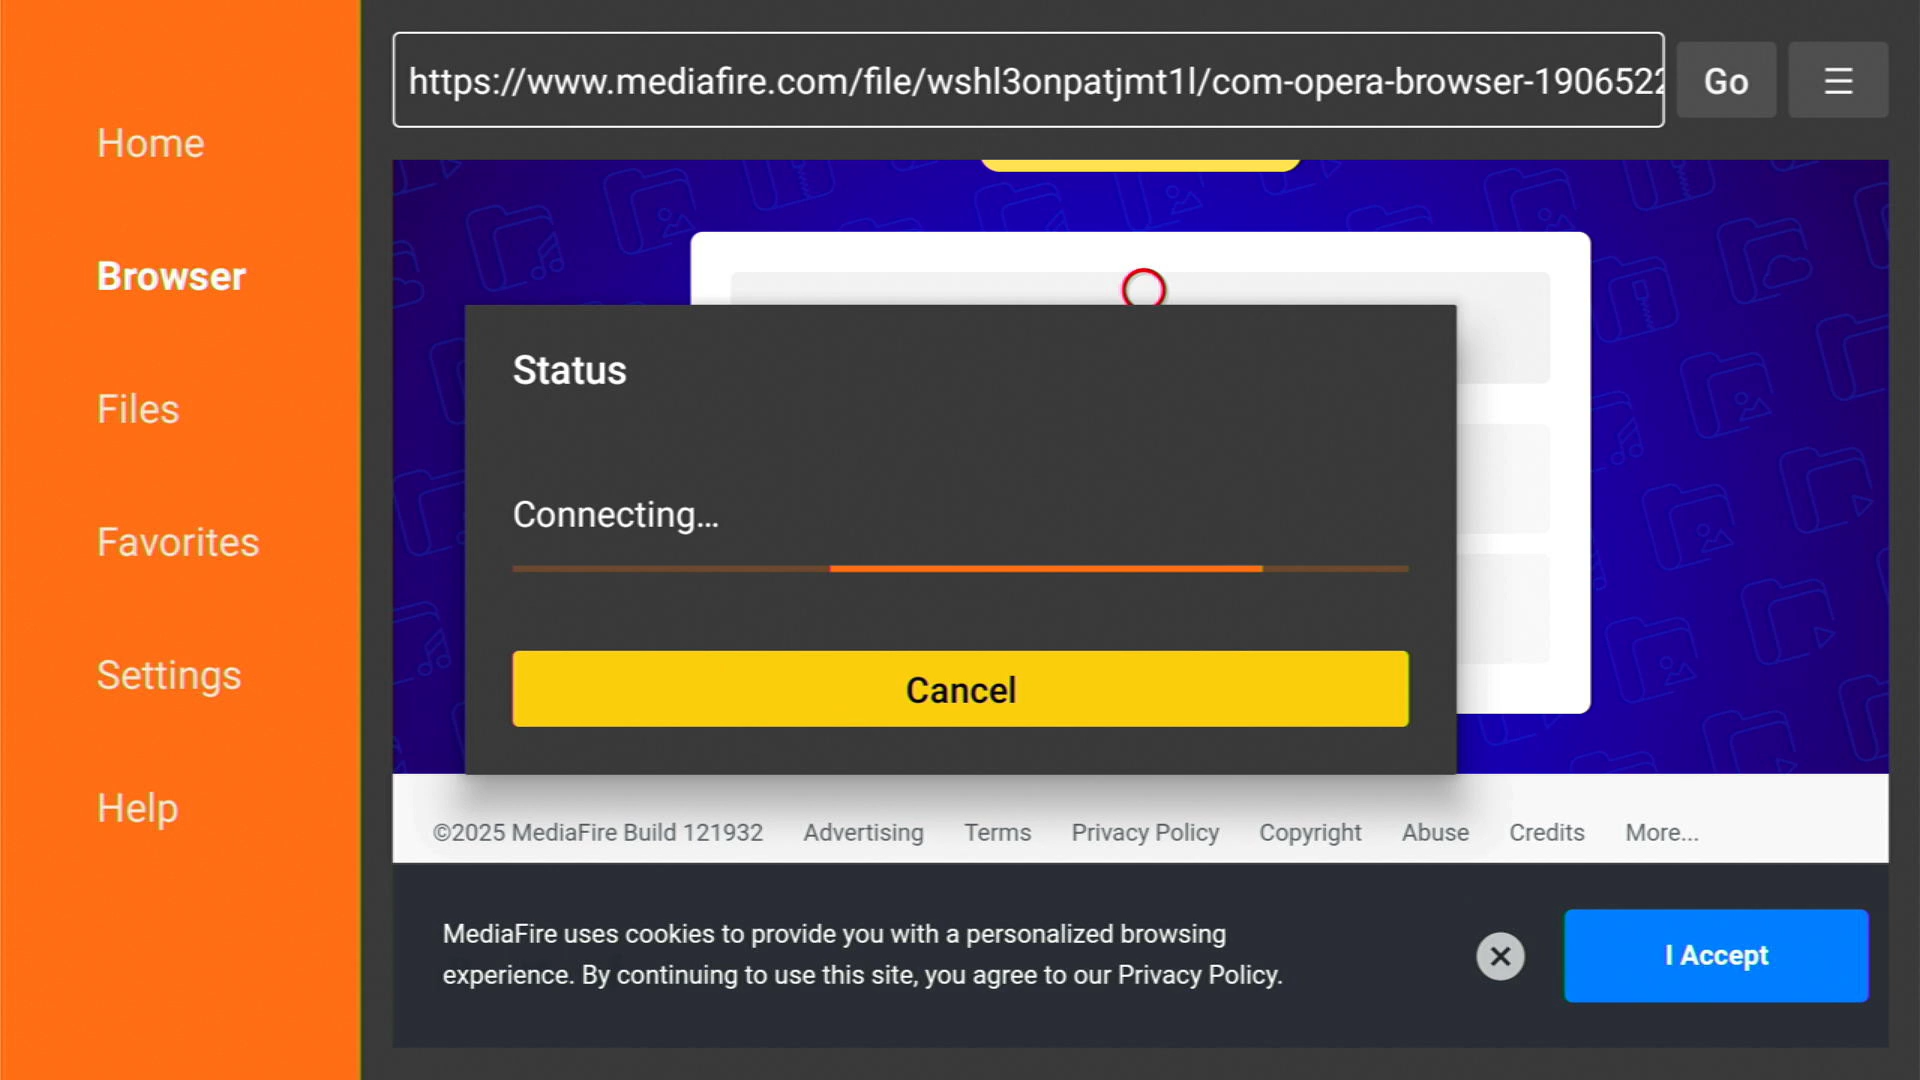 Home
Browser
Files
Favorites
Settings
Help
https://www.mediafire.com/file/wshl3onpatjmt1l/com-opera-browser-1906522
Go
Status
Connecting...
Cancel
©2025 MediaFire Build 121932 Advertising Terms Privacy Policy Copyright Abuse Credits More...
MediaFire uses cookies to provide you with a personalized browsing
experience. By continuing to use this site, you agree to our Privacy Policy.
I Accept